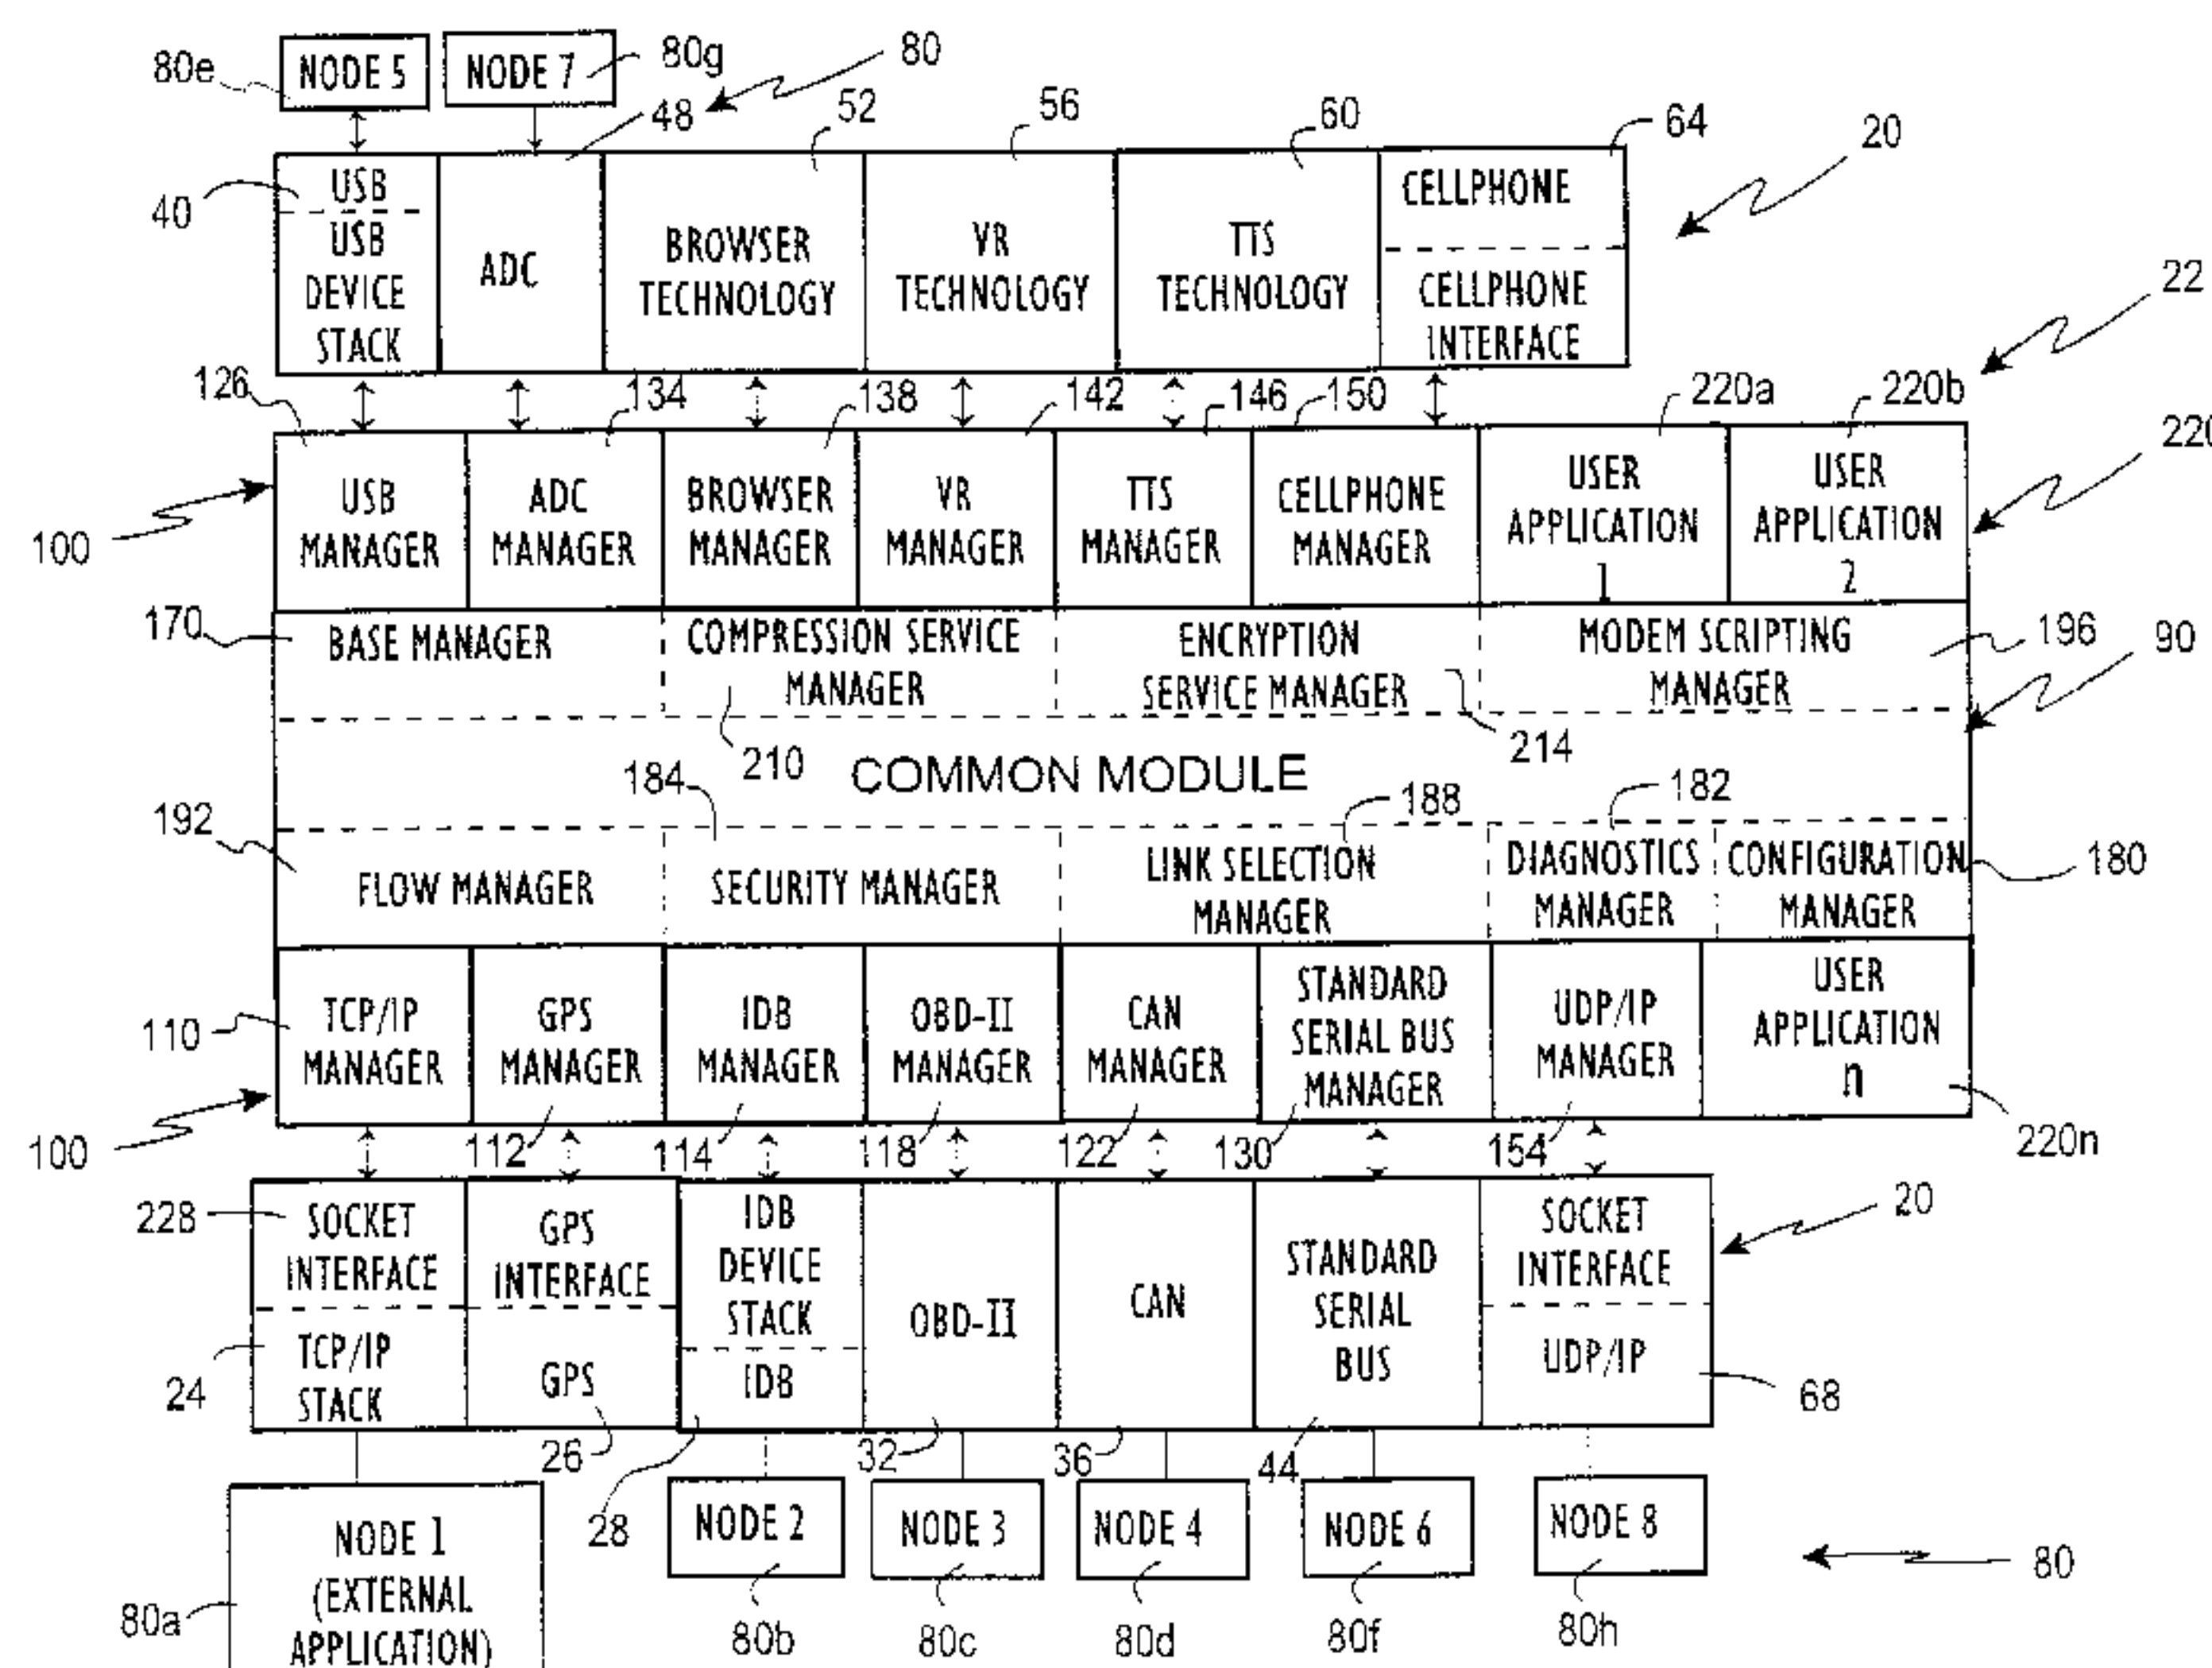 80e
NODE 5
NODE 7
80g
80
48
52
56
60
64
20
40
USB
USB
DEVICE
STACK
ADC
BROWSER
TECHNOLOGY
VR
TECHNOLOGY
TTS
TECHNOLOGY
CELLPHONE
CELLPHONE
INTERFACE
22
126
134
138
142
146
150
220a
220b
220
100
USB
MANAGER
ADC
MANAGER
BROWSER
MANAGER
VR
MANAGER
TTS
MANAGER
CELLPHONE
MANAGER
USER
APPLICATION
1
USER
APPLICATION
2
170
BASE MANAGER
COMPRESSION SERVICE
MANAGER
ENCRYPTION
SERVICE MANAGER
MODEM SCRIPTING
MANAGER
196
90
210
214
COMMON MODULE
192
184
188
182
180
FLOW MANAGER
SECURITY MANAGER
LINK SELECTION
MANAGER
DIAGNOSTICS
MANAGER
CONFIGURATION
MANAGER
110
TCP/IP
MANAGER
GPS
MANAGER
IDB
MANAGER
OBD-II
MANAGER
CAN
MANAGER
STANDARD
SERIAL BUS
MANAGER
UDP/IP
MANAGER
USER
APPLICATION
n
100
112
114
118
122
130
154
220n
228
SOCKET
INTERFACE
TCP/IP
STACK
GPS
INTERFACE
GPS
IDB
DEVICE
STACK
IDB
OBD-II
CAN
STANDARD
SERIAL
BUS
SOCKET
INTERFACE
UDP/IP
20
24
68
26
28
32
36
44
NODE 1
(EXTERNAL
APPLICATION)
NODE 2
NODE 3
NODE 4
NODE 6
NODE 8
80
80a
80b
80c
80d
80f
80h